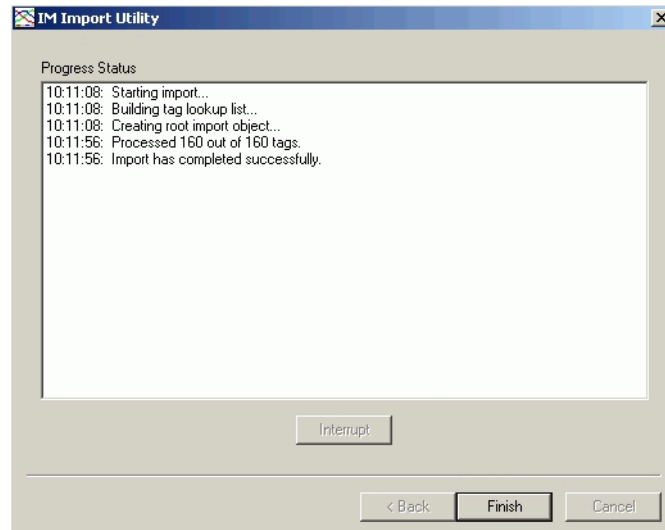 IM Import Utility
Progress Status
10:11:08: Starting import...
10:11:08: Building tag lookup list...
10:11:08: Creating root import object...
10:11:56: Processed 160 out of 160 tags.
10:11:56: Import has completed successfully.
Interrupt
< Back Finish Cancel